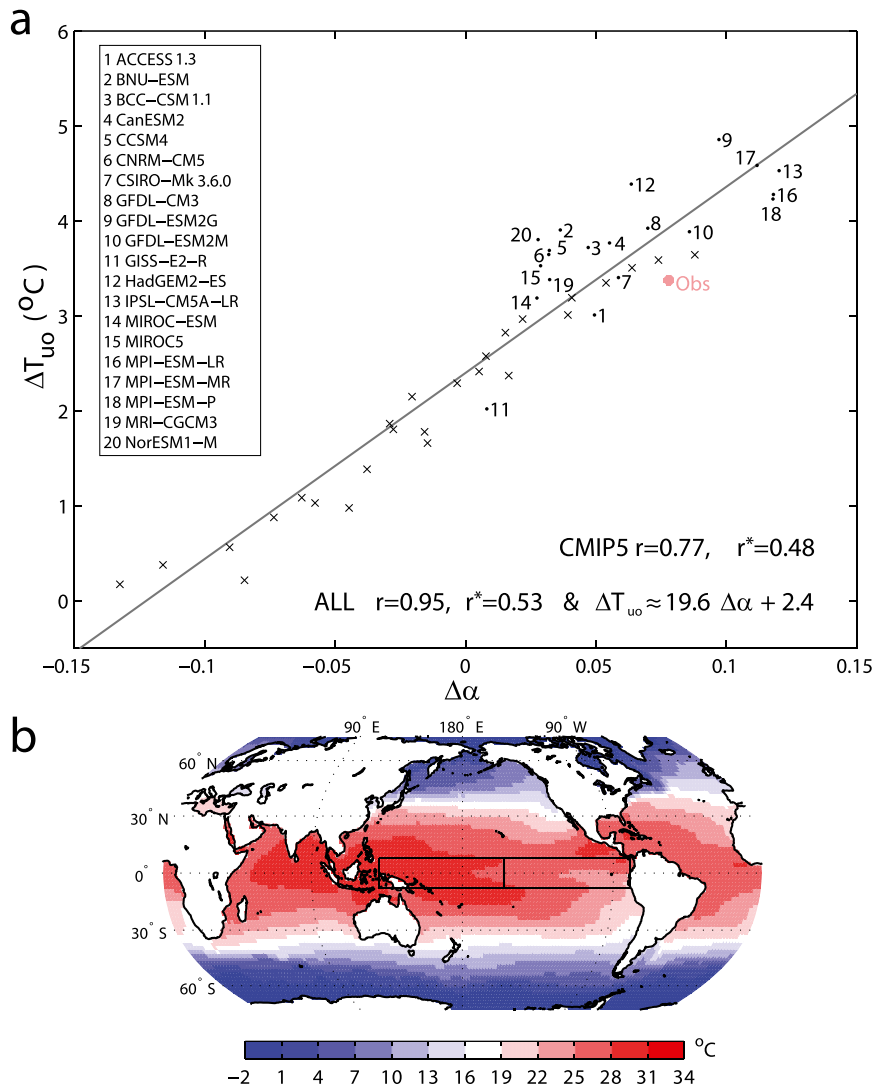 a
6
5
4
3
2
1
0
ΔT_uo (°C)
1 ACCESS 1.3
2 BNU−ESM
3 BCC−CSM 1.1
4 CanESM2
5 CCSM4
6 CNRM−CM5
7 CSIRO−Mk 3.6.0
8 GFDL−CM3
9 GFDL−ESM2G
10 GFDL−ESM2M
11 GISS−E2−R
12 HadGEM2−ES
13 IPSL−CM5A−LR
14 MIROC−ESM
15 MIROC5
16 MPI−ESM−LR
17 MPI−ESM−MR
18 MPI−ESM−P
19 MRI−CGCM3
20 NorESM1−M
9
17
13
12
16
18
20
2
8
10
6
5
3
4
15
19
7
Obs
14
1
11
CMIP5 r=0.77, r*=0.48
ALL r=0.95, r*=0.53 & ΔT_uo ≈ 19.6 Δα + 2.4
−0.15 −0.1 −0.05 0 0.05 0.1 0.15
Δα
b
90° E 180° E 90° W
60° N
30° N
0°
30° S
60° S
°C
−2 1 4 7 10 13 16 19 22 25 28 31 34